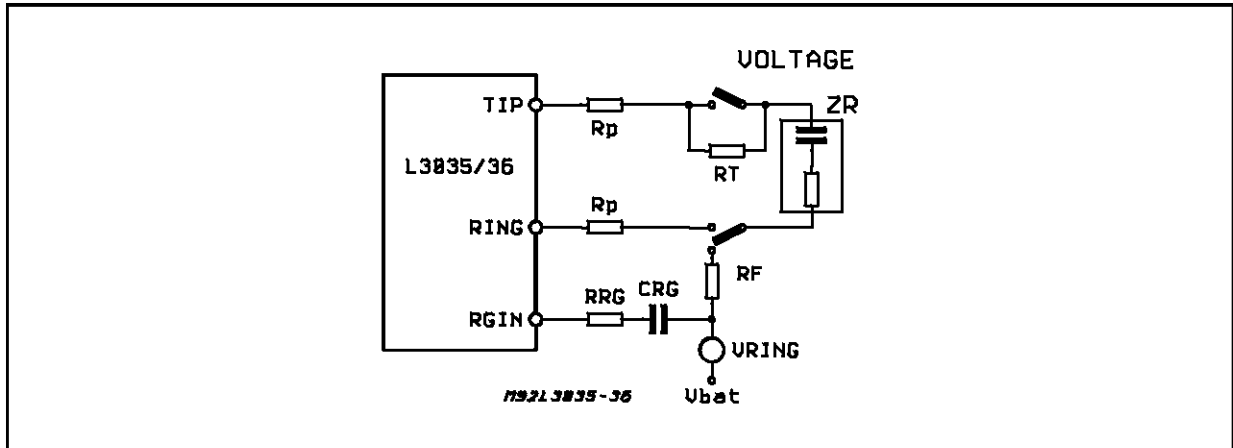 VOLTAGE
TIP
ZR
Rp
L3035/36
RT
Rp
RING
RF
RRG
CRG
RGIN
VRING
M92L3035-36
Vbat